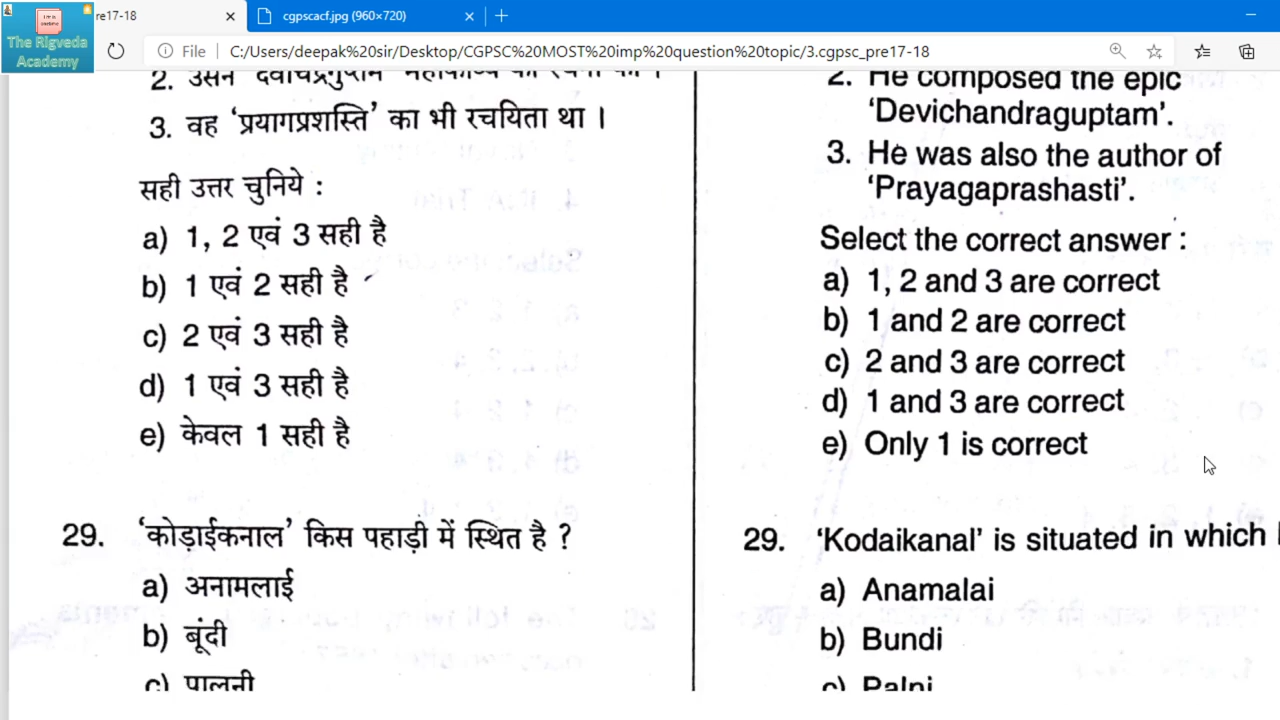 re17-18
cgpscacf.jpg (960×720)
The Rigveda
Academy
File
C:/Users/deepak%20sir/Desktop/CGPSC%20MOST%20imp%20question%20topic/3.cgpsc_pre17-18
2.
3. वह ‘प्रयागप्रशस्ति’ का भी रचयिता था ।
सही उत्तर चुनिये :
a) 1, 2 एवं 3 सही है
b) 1 एवं 2 सही है
c) 2 एवं 3 सही है
d) 1 एवं 3 सही है
e) केवल 1 सही है
29. ‘कोड़ाईकनाल’ किस पहाड़ी में स्थित है ?
a) अनामलाई
b) बूंदी
c) पालनी
2. He composed the epic
‘Devichandraguptam’.
3. He was also the author of
‘Prayagaprashasti’.
Select the correct answer :
a) 1, 2 and 3 are correct
b) 1 and 2 are correct
c) 2 and 3 are correct
d) 1 and 3 are correct
e) Only 1 is correct
29. ‘Kodaikanal’ is situated in which
a) Anamalai
b) Bundi
c) Palni